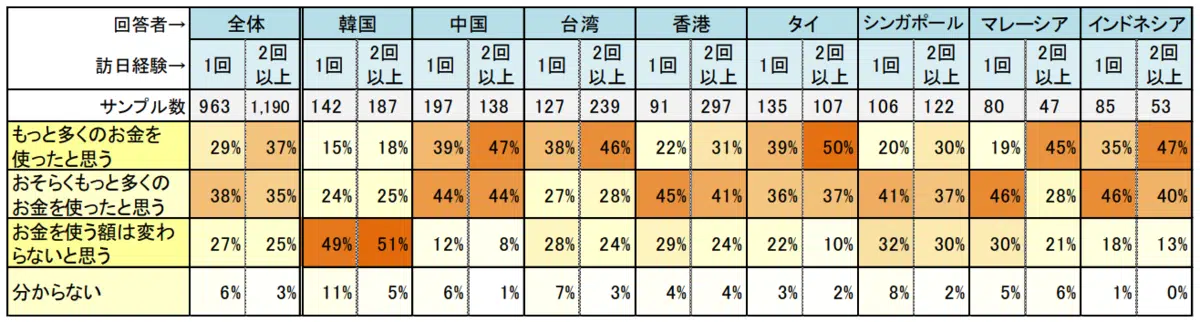 回答者→ 全体 韓国 中国 台湾 香港 タイ シンガポール マレーシア インドネシア
訪日経験→ 1回 2回以上 1回 2回以上 1回 2回以上 1回 2回以上 1回 2回以上 1回 2回以上 1回 2回以上 1回 2回以上 1回 2回以上
サンプル数 963 1,190 142 187 197 138 127 239 91 297 135 107 106 122 80 47 85 53
もっと多くのお金を
使ったと思う 29% 37% 15% 18% 39% 47% 38% 46% 22% 31% 39% 50% 20% 30% 19% 45% 35% 47%
おそらくもっと多くの
お金を使ったと思う 38% 35% 24% 25% 44% 44% 27% 28% 45% 41% 36% 37% 41% 37% 46% 28% 46% 40%
お金を使う額は変わ
らないと思う 27% 25% 49% 51% 12% 8% 28% 24% 29% 24% 22% 10% 32% 30% 30% 21% 18% 13%
分からない 6% 3% 11% 5% 6% 1% 7% 3% 4% 4% 3% 2% 8% 2% 5% 6% 1% 0%